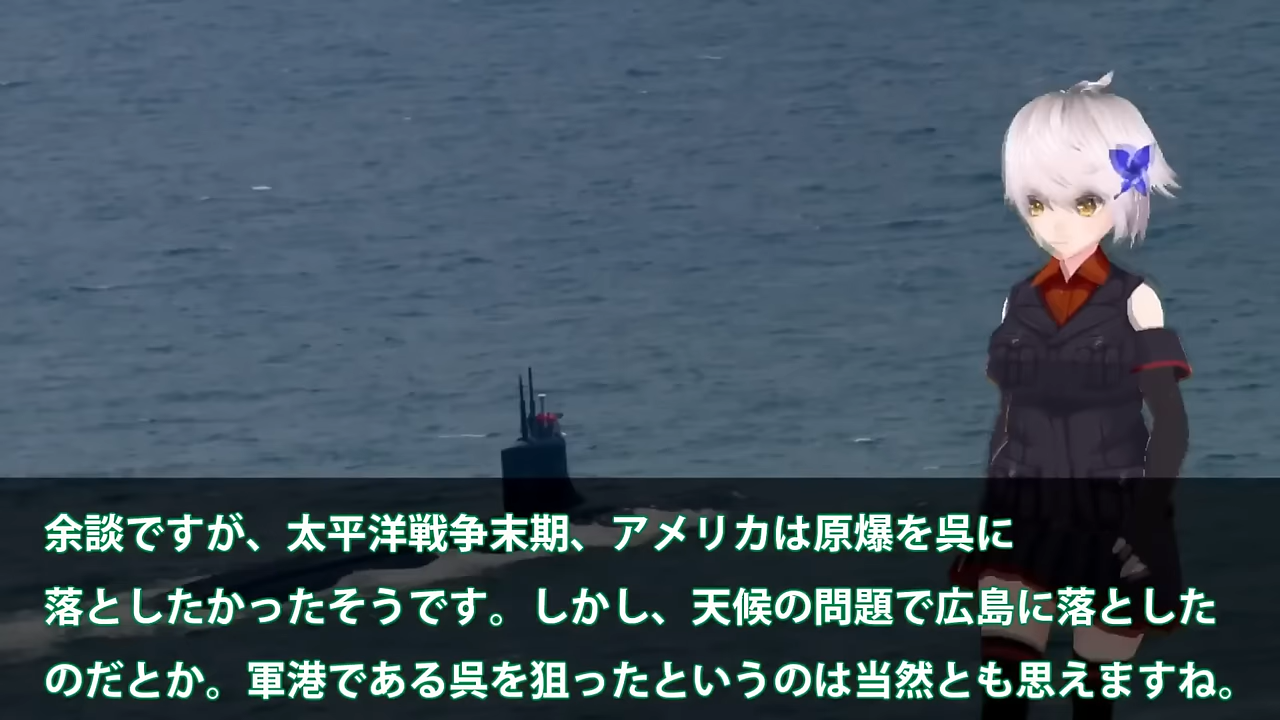 余談ですが、太平洋戦争末期、アメリカは原爆を呉に
落としたかったそうです。しかし、天候の問題で広島に落とした
のだとか。軍港である呉を狙ったというのは当然とも思えますね。